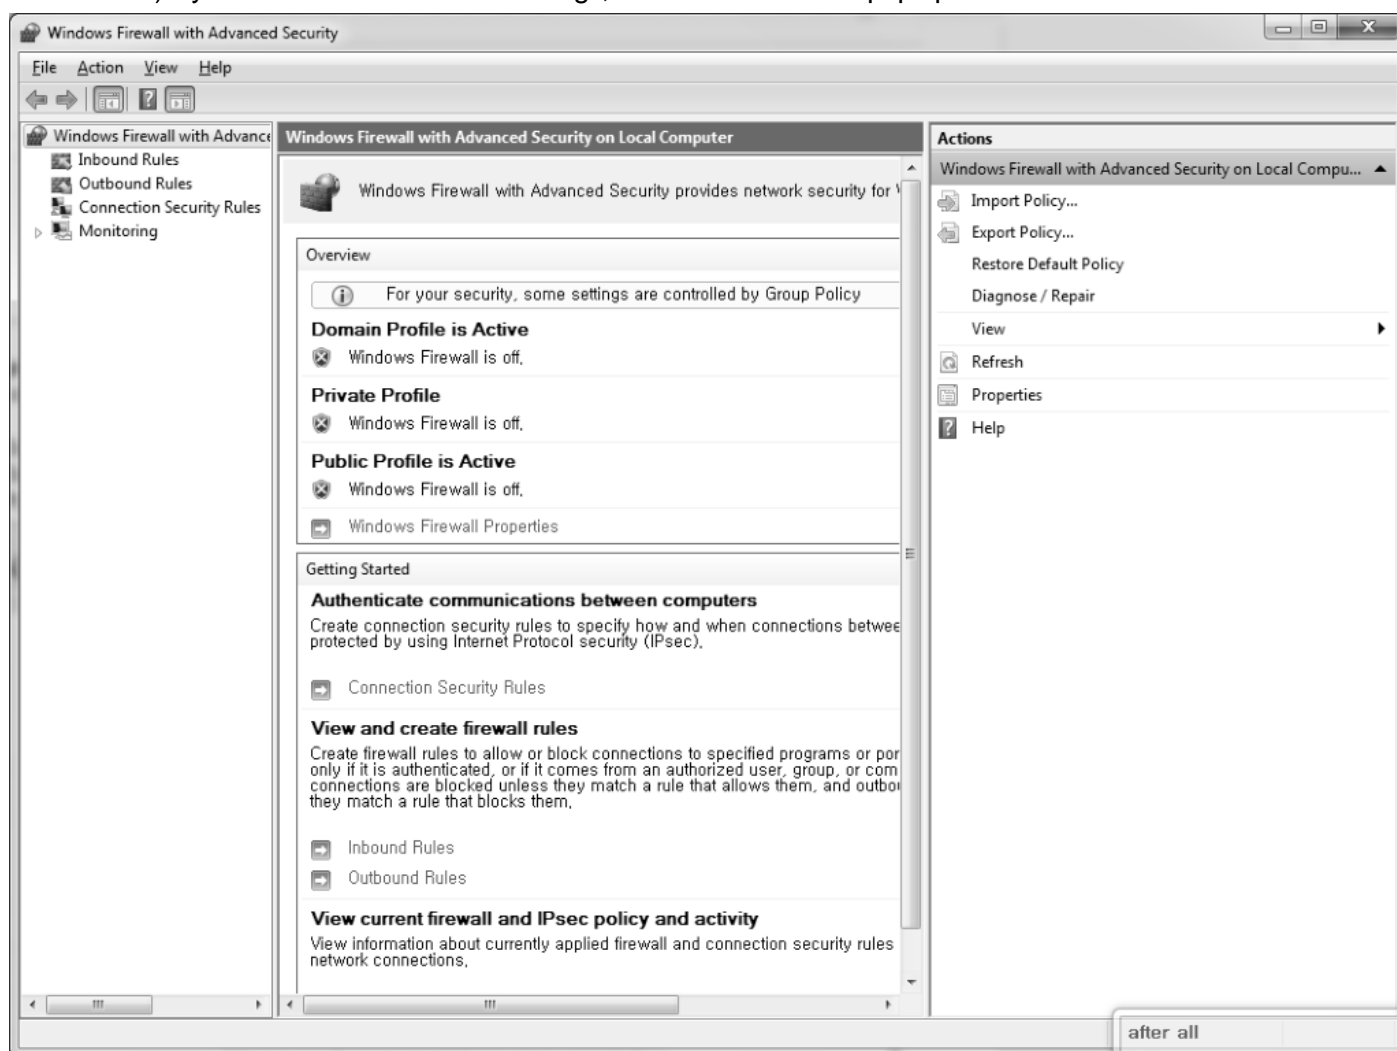 Windows Firewall with Advanced Security
File Action View Help
Windows Firewall with Advance
Inbound Rules
Outbound Rules
Connection Security Rules
Monitoring
Windows Firewall with Advanced Security on Local Computer
Windows Firewall with Advanced Security provides network security for
Overview
For your security, some settings are controlled by Group Policy
Domain Profile is Active
Windows Firewall is off.
Private Profile
Windows Firewall is off.
Public Profile is Active
Windows Firewall is off.
Windows Firewall Properties
Getting Started
Authenticate communications between computers
Create connection security rules to specify how and when connections betwee
protected by using Internet Protocol security (IPsec).
Connection Security Rules
View and create firewall rules
Create firewall rules to allow or block connections to specified programs or por
only if it is authenticated, or if it comes from an authorized user, group, or com
connections are blocked unless they match a rule that allows them, and outbou
they match a rule that blocks them.
Inbound Rules
Outbound Rules
View current firewall and IPsec policy and activity
View information about currently applied firewall and connection security rules
network connections.
Actions
Windows Firewall with Advanced Security on Local Compu...
Import Policy...
Export Policy...
Restore Default Policy
Diagnose / Repair
View
Refresh
Properties
Help
after all